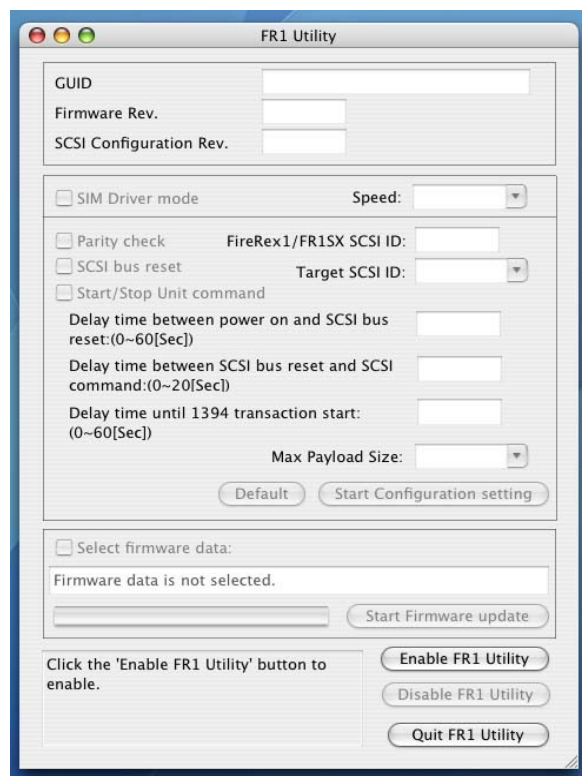 FR1 Utility
GUID
Firmware Rev.
SCSI Configuration Rev.
SIM Driver mode
Speed:
Parity check
FireRex1/FR1SX SCSI ID:
SCSI bus reset
Target SCSI ID:
Start/Stop Unit command
Delay time between power on and SCSI bus
reset:(0~60[Sec])
Delay time between SCSI bus reset and SCSI
command:(0~20[Sec])
Delay time until 1394 transaction start:
(0~60[Sec])
Max Payload Size:
Default
Start Configuration setting
Select firmware data:
Firmware data is not selected.
Start Firmware update
Click the 'Enable FR1 Utility' button to
enable.
Enable FR1 Utility
Disable FR1 Utility
Quit FR1 Utility